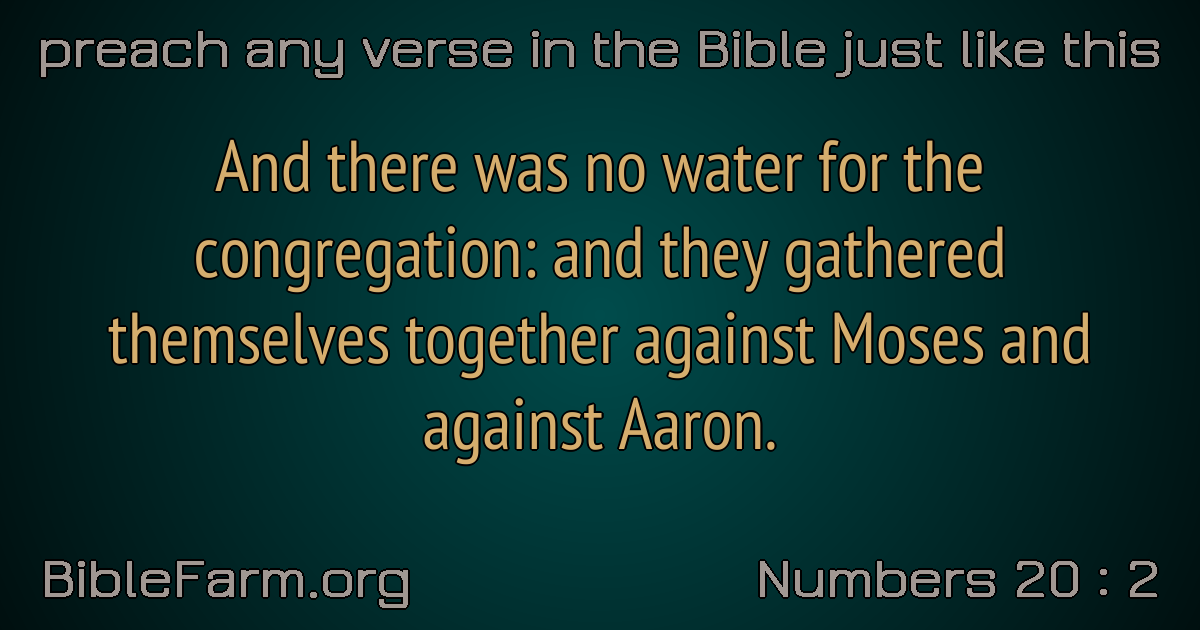 preach any verse in the Bible just like this
And there was no water for the
congregation: and they gathered
themselves together against Moses and
against Aaron.
BibleFarm.org
Numbers 20 : 2